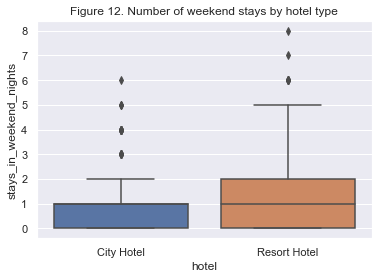 Figure 12. Number of weekend stays by hotel type
stays_in_weekend_nights
8
7
6
5
4
3
2
1
0
City Hotel
Resort Hotel
hotel